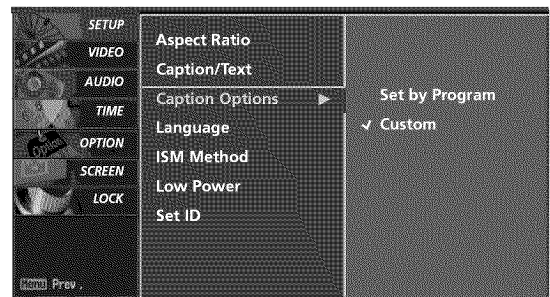 SETUP
VIDEO
AUDIO
TIME
OPTION
SCREEN
LOCK
Menu Prev.
Aspect Ratio
Caption/Text
Caption Options ▶
Language
ISM Method
Low Power
Set ID
Set by Program
✓ Custom
Option